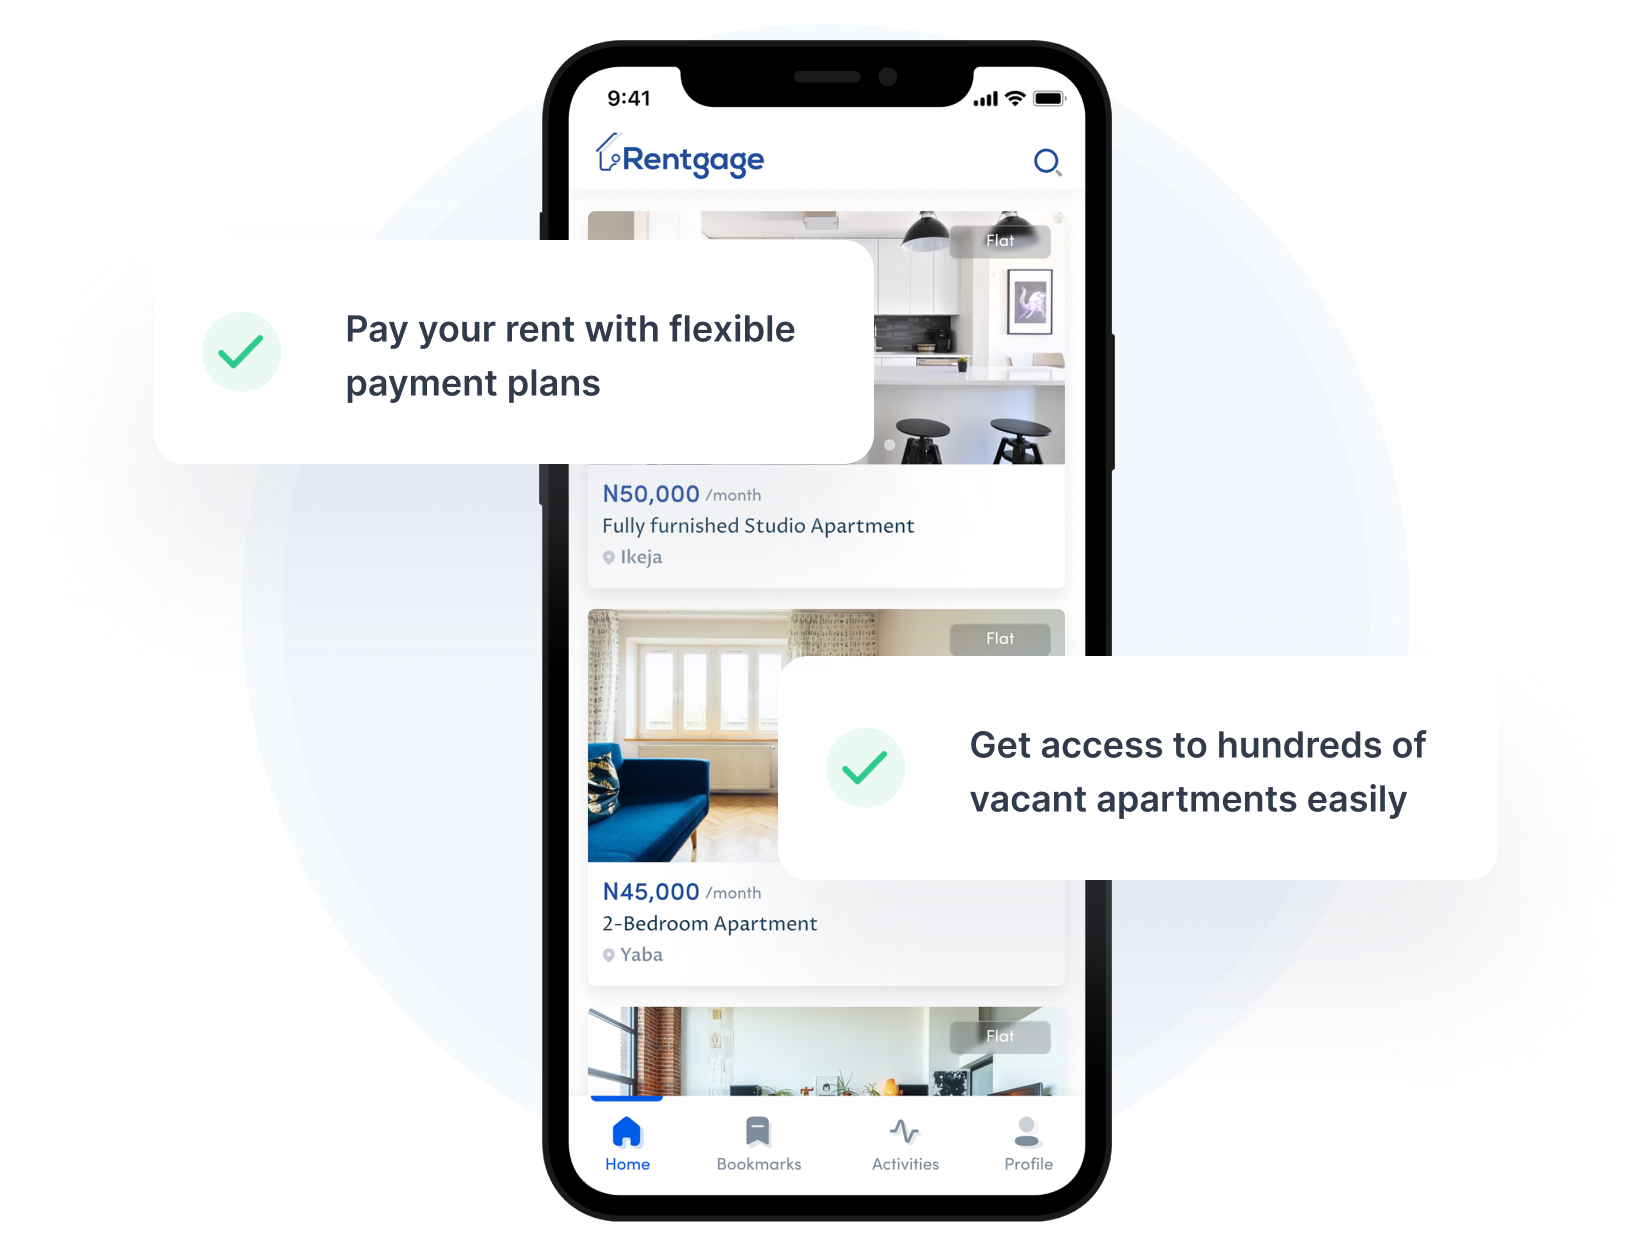 9:41
Rentgage
Flat
Pay your rent with flexible
payment plans
N50,000 /month
Fully furnished Studio Apartment
Ikeja
Flat
Get access to hundreds of
vacant apartments easily
N45,000 /month
2-Bedroom Apartment
Yaba
Flat
Home Bookmarks Activities Profile